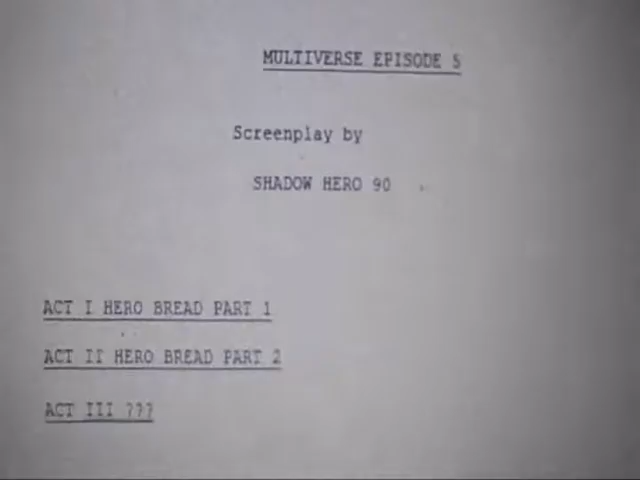 MULTIVERSE EPISODE 5
Screenplay by
SHADOW HERO 90
ACT I HERO BREAD PART 1
ACT II HERO BREAD PART 2
ACT III ???